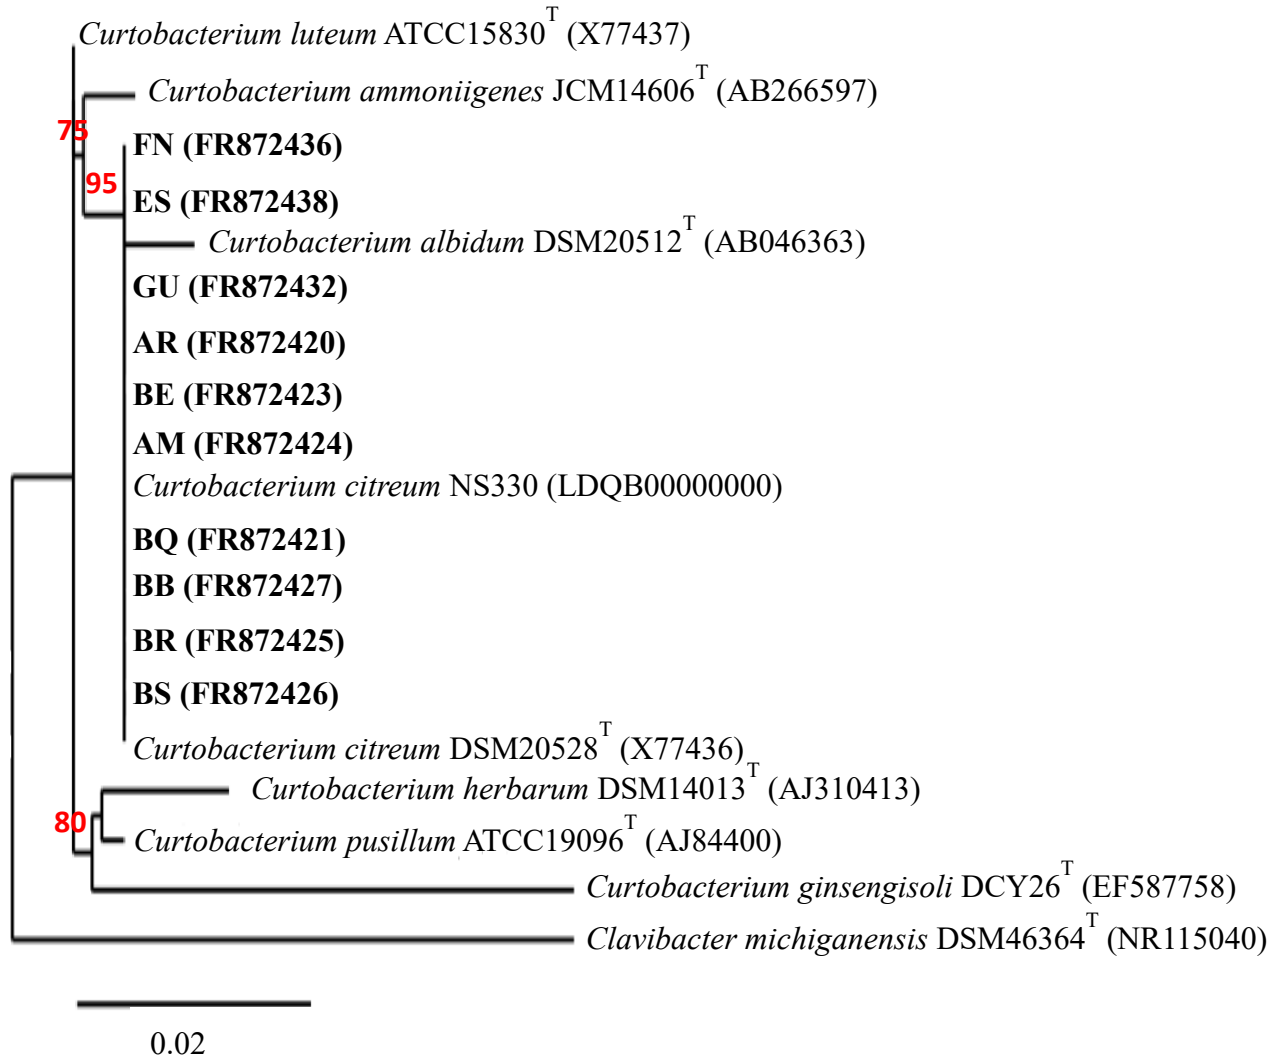 Curtobacterium luteum ATCC15830T (X77437)
Curtobacterium ammoniigenes JCM14606T (AB266597)
75
FN (FR872436)
95
ES (FR872438)
Curtobacterium albidum DSM20512T (AB046363)
GU (FR872432)
AR (FR872420)
BE (FR872423)
AM (FR872424)
Curtobacterium citreum NS330 (LDQB00000000)
BQ (FR872421)
BB (FR872427)
BR (FR872425)
BS (FR872426)
Curtobacterium citreum DSM20528T (X77436)
Curtobacterium herbarum DSM14013T (AJ310413)
80
Curtobacterium pusillum ATCC19096T (AJ84400)
Curtobacterium ginsengisoli DCY26T (EF587758)
Clavibacter michiganensis DSM46364T (NR115040)
0.02